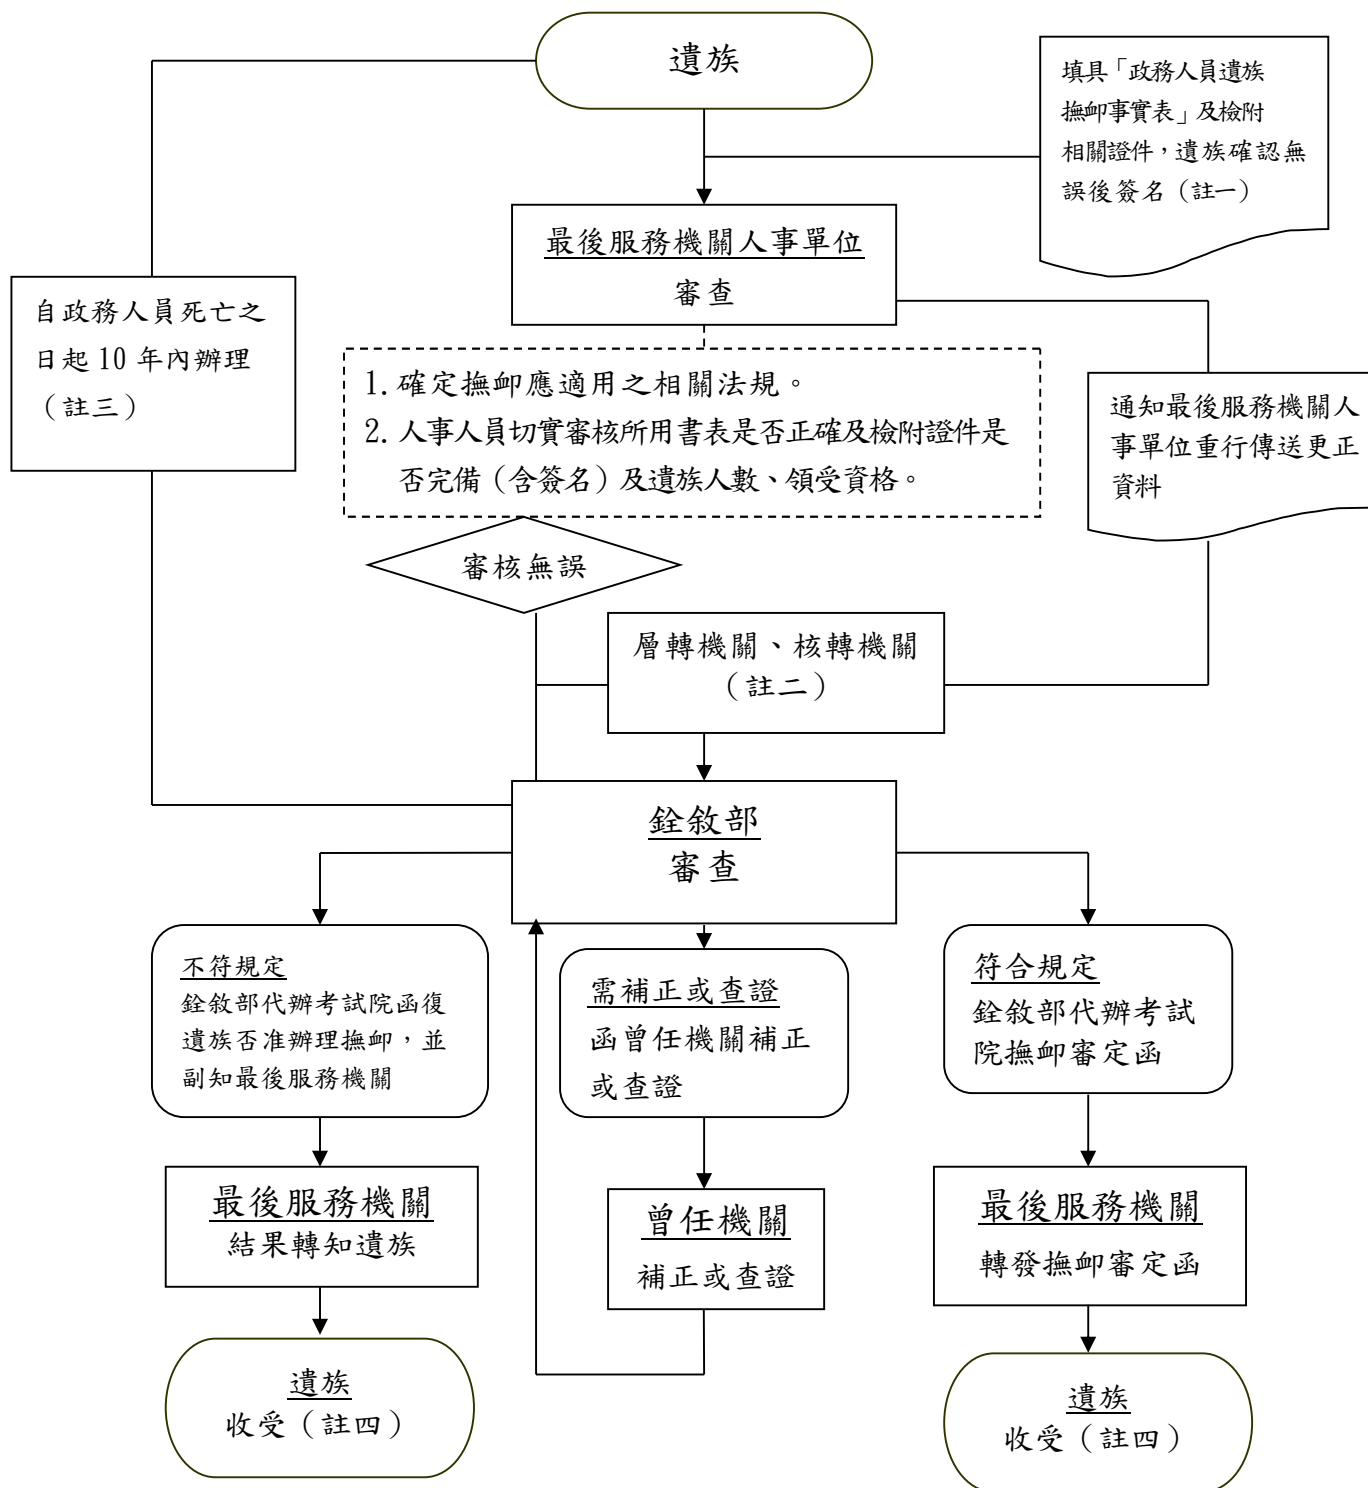 遺族
填具「政務人員遺族
撫卹事實表」及檢附
相關證件，遺族確認無
誤後簽名（註一）
最後服務機關人事單位
審查
自政務人員死亡之
日起 10 年內辦理
（註三）
1. 確定撫卹應適用之相關法規。
2. 人事人員切實審核所用書表是否正確及檢附證件是
否完備（含簽名）及遺族人數、領受資格。
通知最後服務機關人
事單位重行傳送更正
資料
審核無誤
層轉機關、核轉機關
（註二）
銓敘部
審查
不符規定
銓敘部代辦考試院函復
遺族否准辦理撫卹，並
副知最後服務機關
需補正或查證
函曾任機關補正
或查證
符合規定
銓敘部代辦考試
院撫卹審定函
最後服務機關
結果轉知遺族
曾任機關
補正或查證
最後服務機關
轉發撫卹審定函
遺族
收受（註四）
遺族
收受（註四）